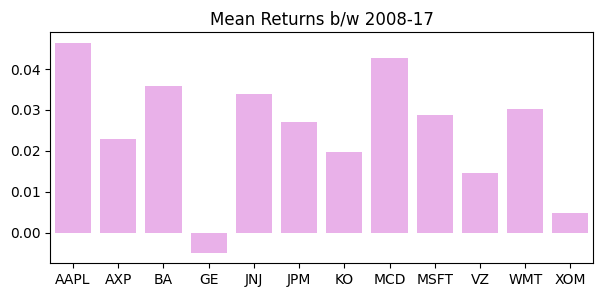 Mean Returns b/w 2008-17
0.04
0.03
0.02
0.01
0.00
AAPL AXP BA GE JNJ JPM KO MCD MSFT VZ WMT XOM